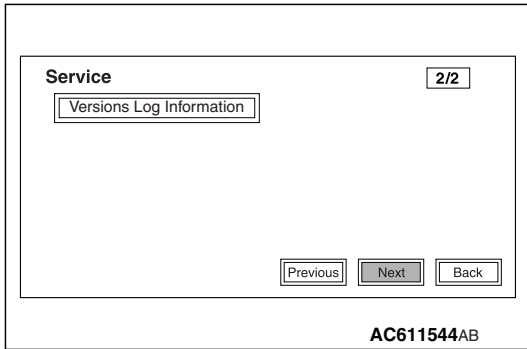 Service 2/2
Versions Log Information
Previous Next Back
AC611544AB